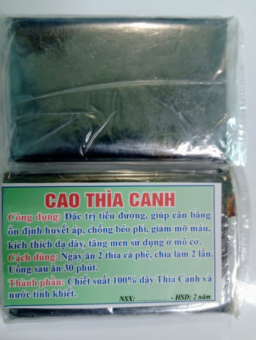 CAO THÌA CANH
Công dụng: Đặc trị tiểu đường, giúp cân bằng
ổn định huyết áp, chống béo phì, giảm mỡ máu,
kích thích dạ dày, tăng men sử dụng ở mô cơ.
Cách dùng: Ngày ăn 2 thìa cà phê, chia làm 2 lần.
Uống sau ăn 30 phút.
Thành phần: Chiết suất 100% dây Thìa Canh và
nước tinh khiết.
NSX: - HSD: 2 năm